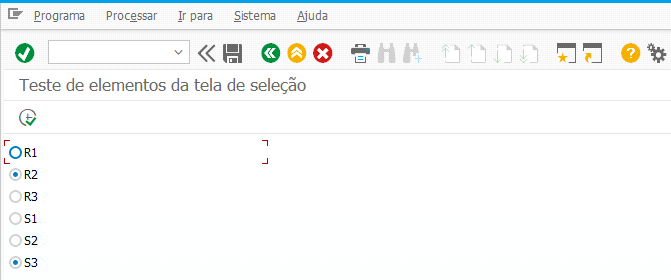 Programa Processar Ir para Sistema Ajuda
Teste de elementos da tela de seleção
R1
R2
R3
S1
S2
S3